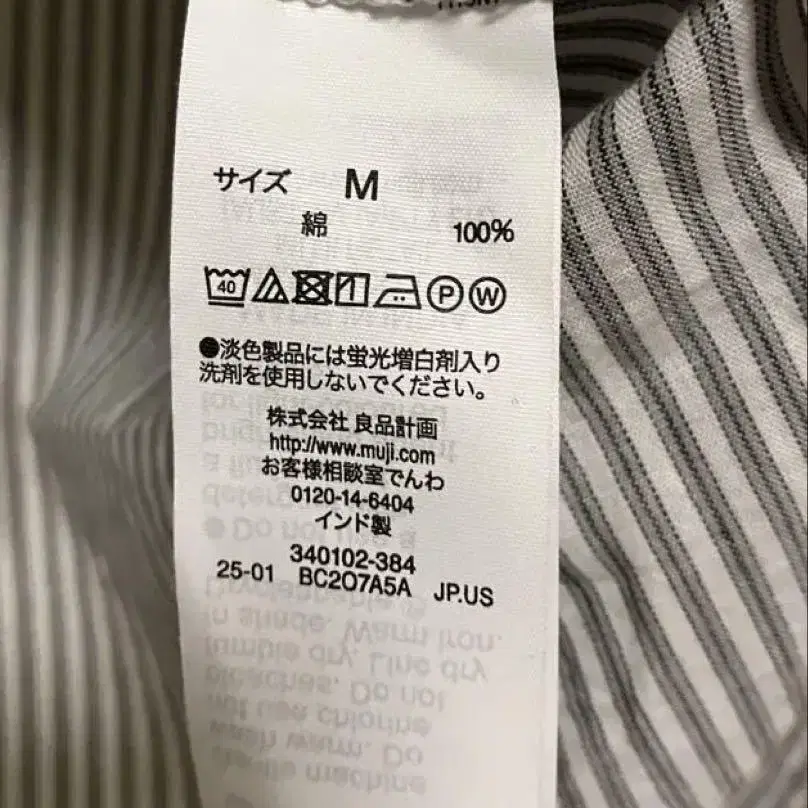 サイズ M
綿 100%
40 P W
●淡色製品には蛍光増白剤入り
洗剤を使用しないでください。
株式会社 良品計画
http://www.muji.com
お客様相談室でんわ
0120-14-6404
インド製
340102-384
25-01 BC2O7A5A JP.US